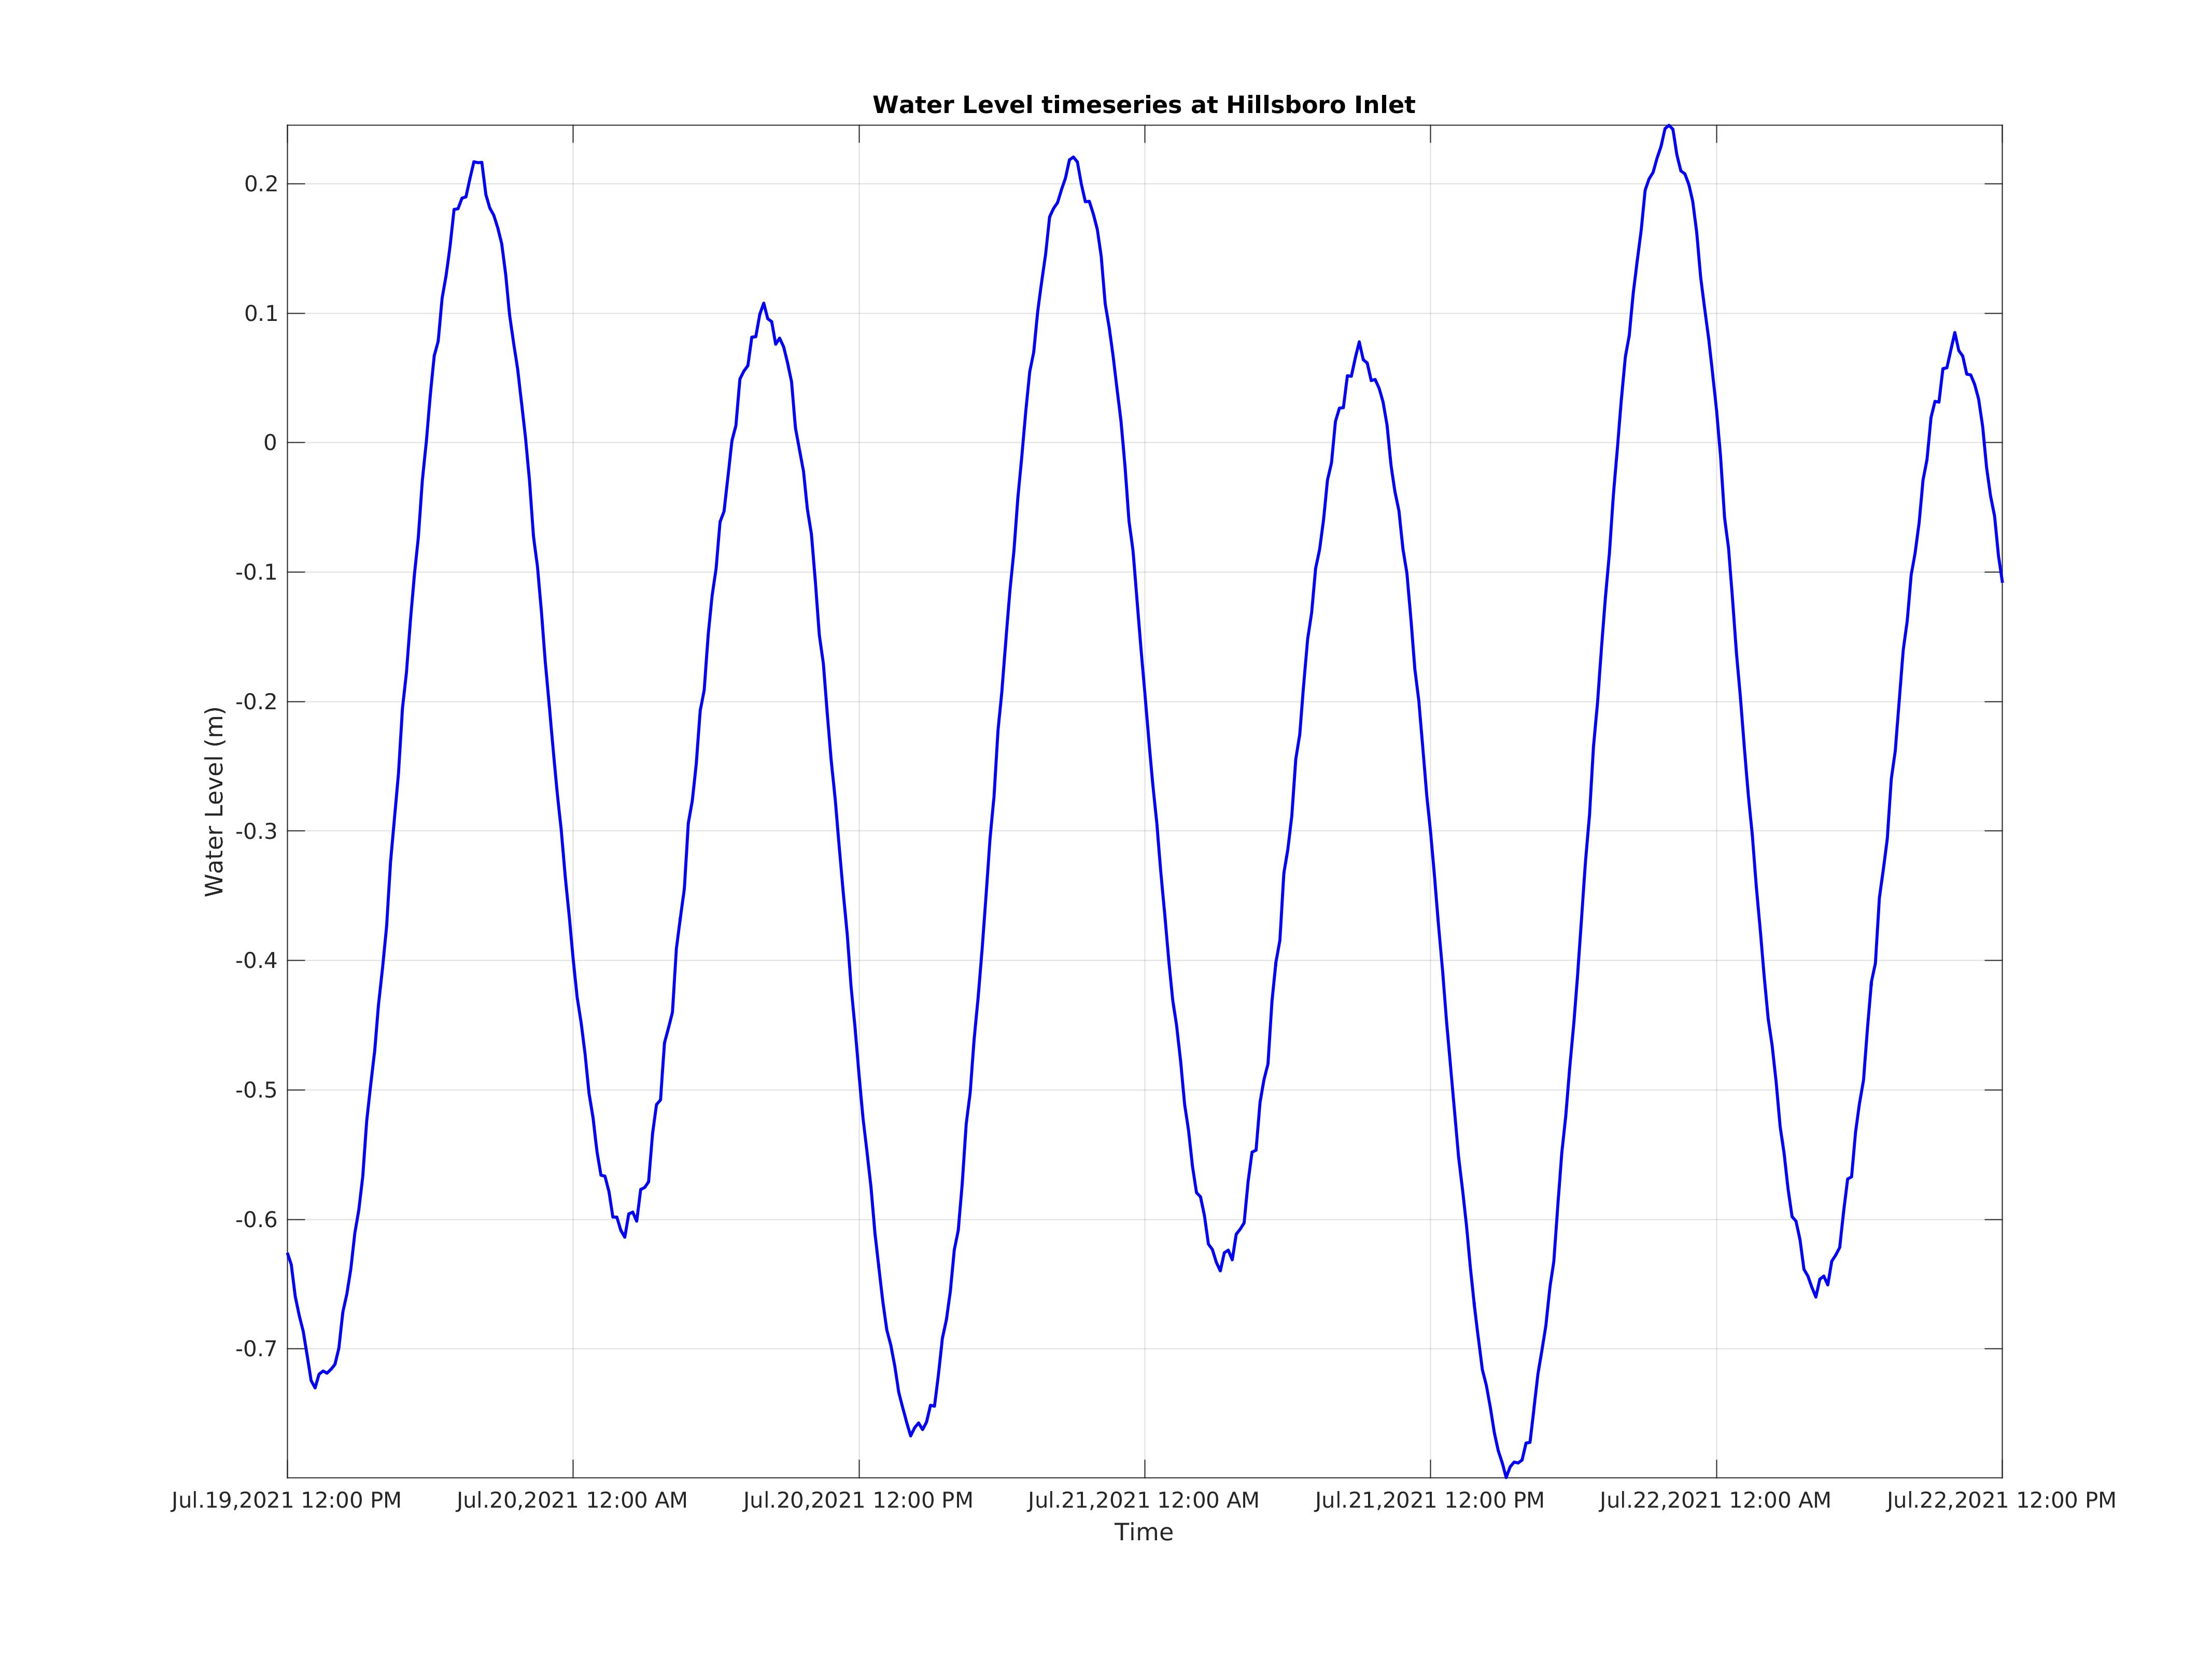 Water Level timeseries at Hillsboro Inlet
0.2
0.1
0
-0.1
-0.2
-0.3
-0.4
-0.5
-0.6
-0.7
Water Level (m)
Jul.19,2021 12:00 PM
Jul.20,2021 12:00 AM
Jul.20,2021 12:00 PM
Jul.21,2021 12:00 AM
Jul.21,2021 12:00 PM
Jul.22,2021 12:00 AM
Jul.22,2021 12:00 PM
Time